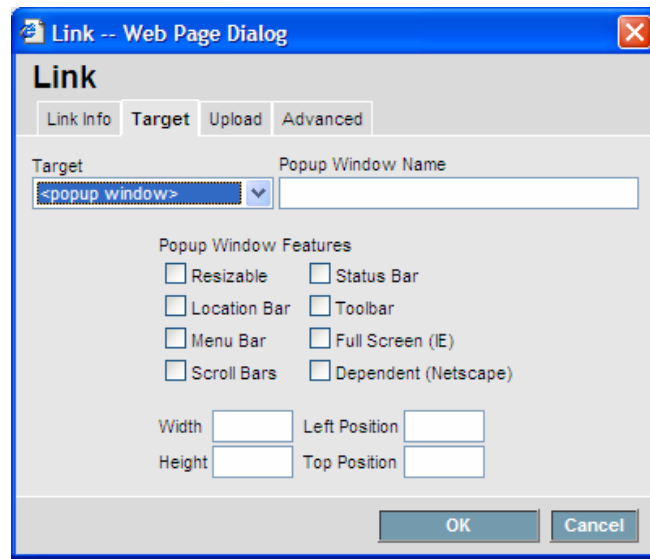 Link -- Web Page Dialog
Link
Link Info Target Upload Advanced
Target Popup Window Name
<popup window>
Popup Window Features
Resizable Status Bar
Location Bar Toolbar
Menu Bar Full Screen (IE)
Scroll Bars Dependent (Netscape)
Width Left Position
Height Top Position
OK Cancel